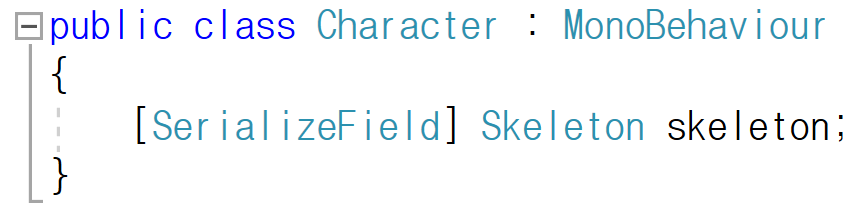 public class Character : MonoBehaviour
{
[SerializeField] Skeleton skeleton;
}